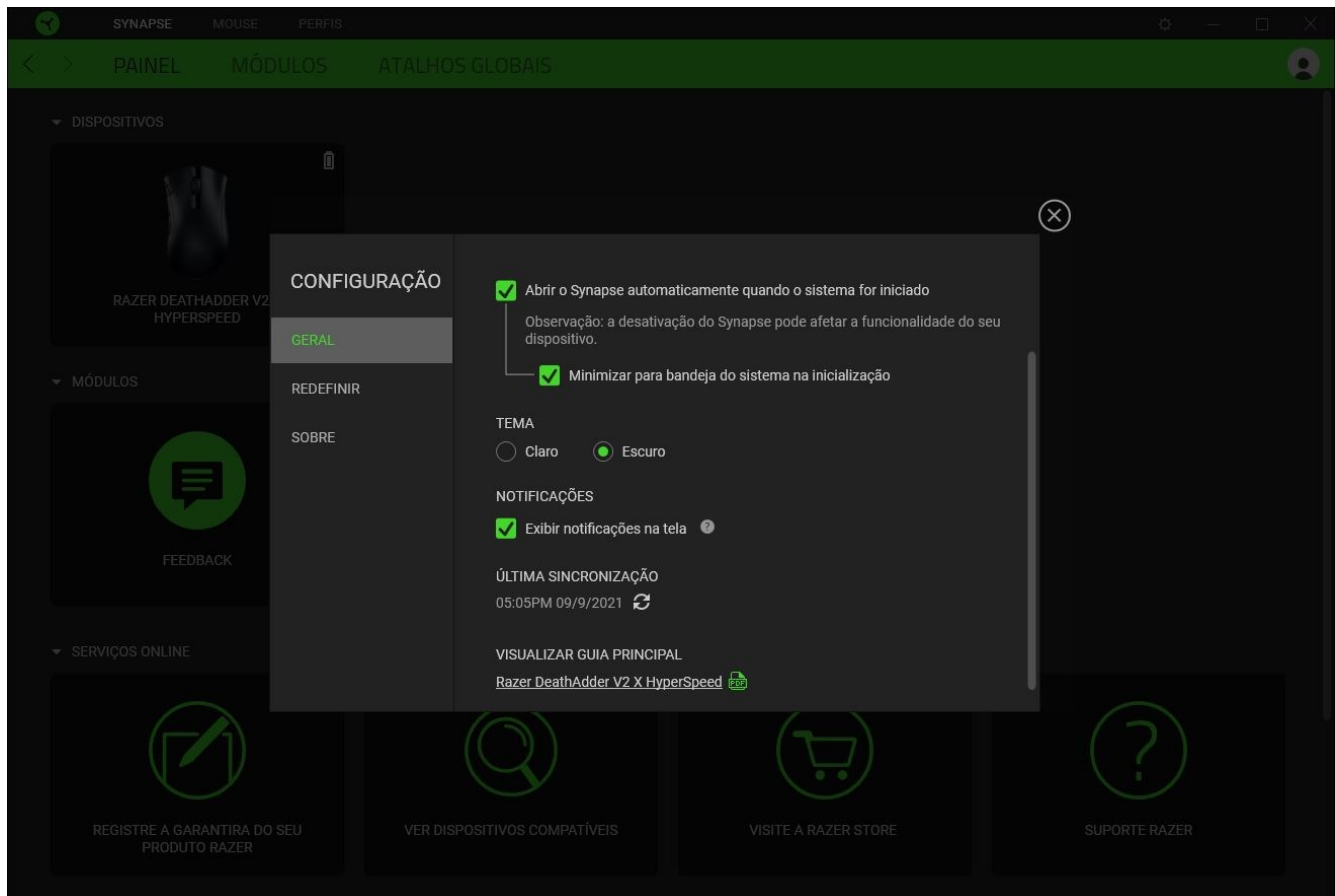 SYNAPSE MOUSE PERFIS
PAINEL MÓDULOS ATALHOS GLOBAIS
DISPOSITIVOS
RAZER DEATHADDER V2
HYPERSPEED
MÓDULOS
FEEDBACK
CONFIGURAÇÃO
GERAL
REDEFINIR
SOBRE
Abrir o Synapse automaticamente quando o sistema for iniciado
Observação: a desativação do Synapse pode afetar a funcionalidade do seu
dispositivo.
Minimizar para bandeja do sistema na inicialização
TEMA
Claro Escuro
NOTIFICAÇÕES
Exibir notificações na tela ?
ÚLTIMA SINCRONIZAÇÃO
05:05PM 09/9/2021
VISUALIZAR GUIA PRINCIPAL
Razer DeathAdder V2 X HyperSpeed PDF
SERVIÇOS ONLINE
REGISTRE A GARANTIRA DO SEU
PRODUTO RAZER
VER DISPOSITIVOS COMPATÍVEIS
VISITE A RAZER STORE
SUPORTE RAZER